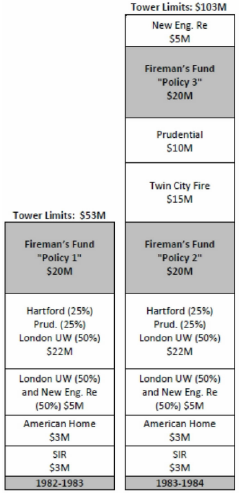 Tower Limits: $103M
New Eng. Re
$5M
Fireman's Fund
"Policy 3"
$20M
Prudential
$10M
Twin City Fire
$15M
Tower Limits: $53M
Fireman's Fund
"Policy 1"
$20M
Hartford (25%)
Prud. (25%)
London UW (50%)
$22M
London UW (50%)
and New Eng. Re
(50%) $5M
American Home
$3M
SIR
$3M
1982-1983
Fireman's Fund
"Policy 2"
$20M
Hartford (25%)
Prud. (25%)
London UW (50%)
$22M
London UW (50%)
and New Eng. Re
(50%) $5M
American Home
$3M
SIR
$3M
1983-1984